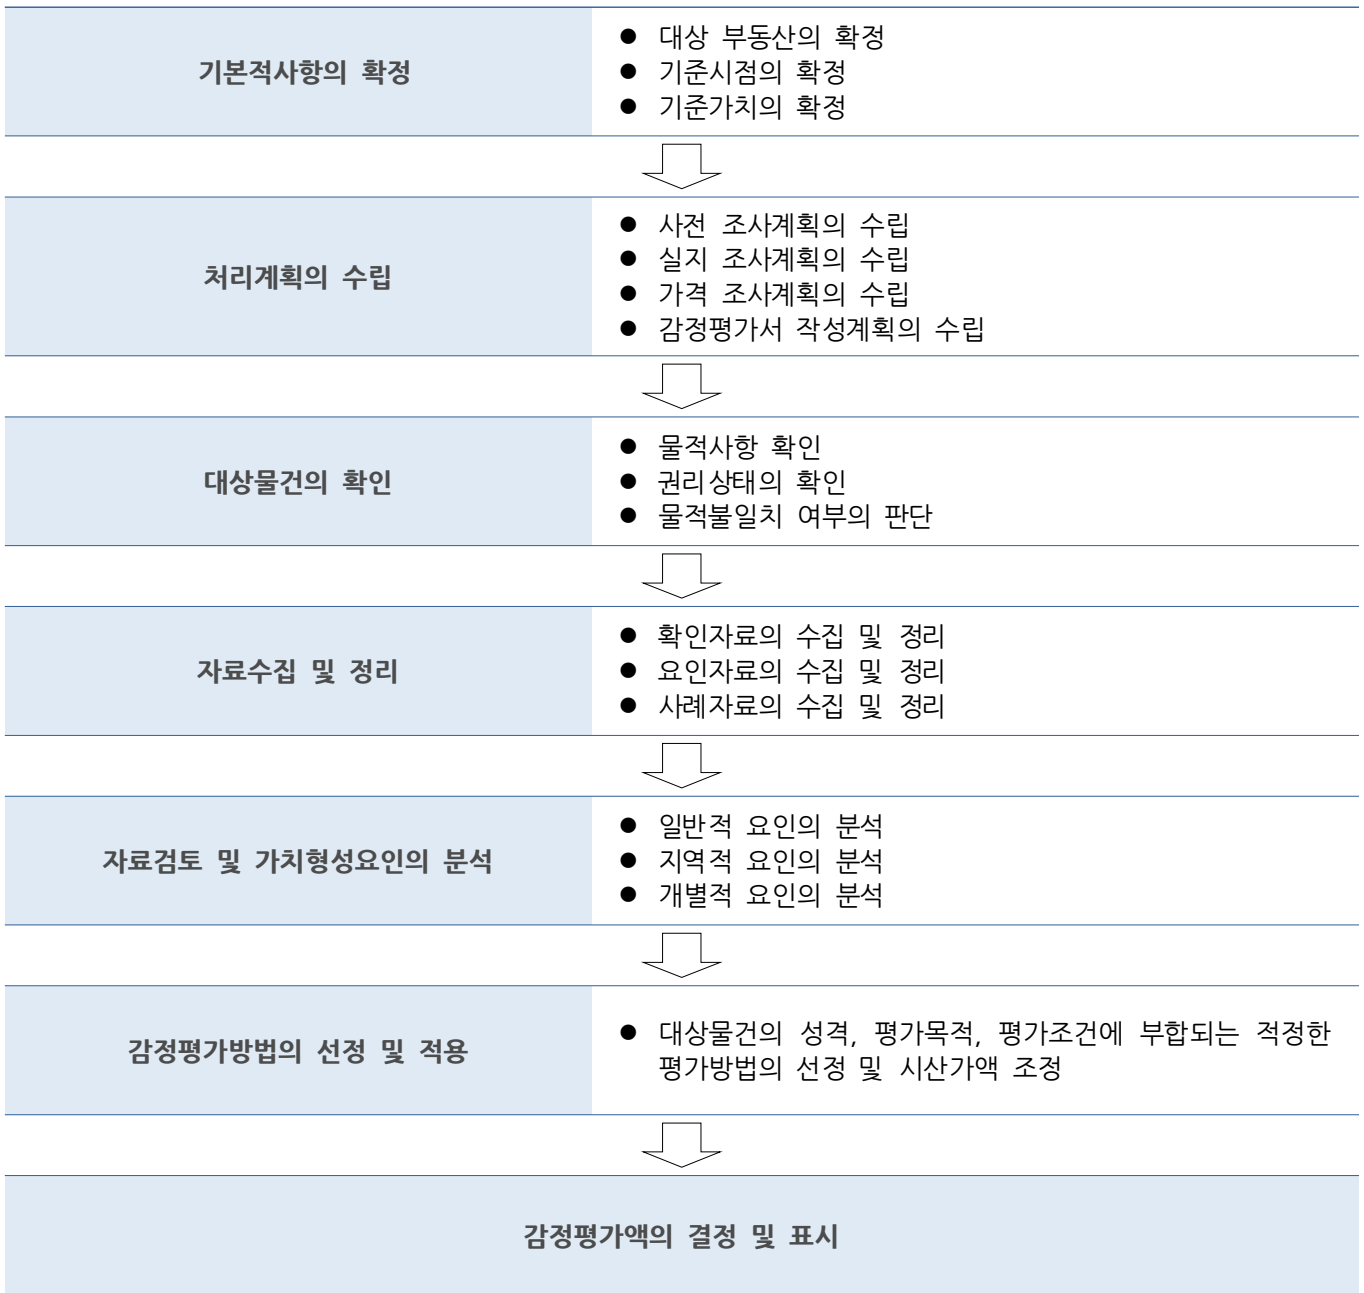 기본적사항의 확정
● 대상 부동산의 확정
● 기준시점의 확정
● 기준가치의 확정
처리계획의 수립
● 사전 조사계획의 수립
● 실지 조사계획의 수립
● 가격 조사계획의 수립
● 감정평가서 작성계획의 수립
대상물건의 확인
● 물적사항 확인
● 권리상태의 확인
● 물적불일치 여부의 판단
자료수집 및 정리
● 확인자료의 수집 및 정리
● 요인자료의 수집 및 정리
● 사례자료의 수집 및 정리
자료검토 및 가치형성요인의 분석
● 일반적 요인의 분석
● 지역적 요인의 분석
● 개별적 요인의 분석
감정평가방법의 선정 및 적용
● 대상물건의 성격, 평가목적, 평가조건에 부합되는 적정한
평가방법의 선정 및 시산가액 조정
감정평가액의 결정 및 표시